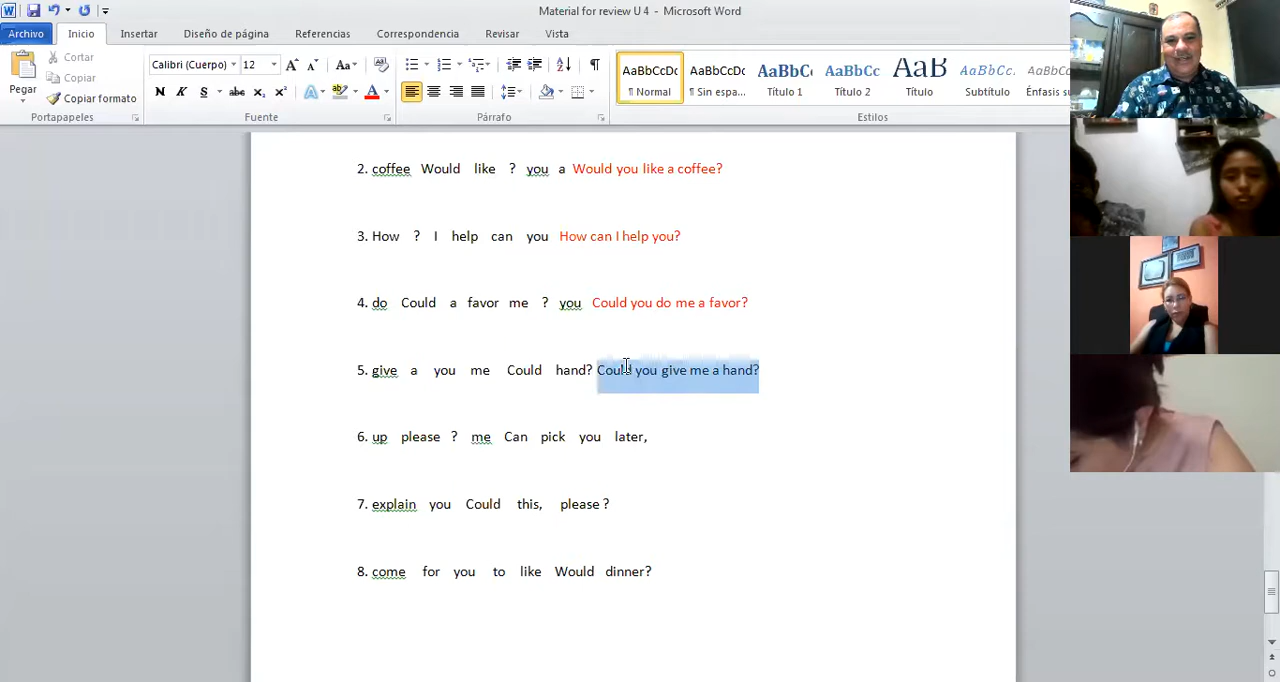 Material for review U 4 - Microsoft Word
Archivo Inicio Insertar Diseño de página Referencias Correspondencia Revisar Vista
Pegar
Cortar
Copiar
Copiar formato
Portapapeles
Calibri (Cuerpo) 12
Fuente
Párrafo
AaBbCcDc AaBbCcDc AaBbC AaBbC AaB AaBbCc AaBbCc
¶ Normal ¶ Sin espa... Título 1 Título 2 Título Subtítulo Énfasis
Estilos
2. coffee Would like ? you a Would you like a coffee?
3. How ? I help can you How can I help you?
4. do Could a favor me ? you Could you do me a favor?
5. give a you me Could hand? Could you give me a hand?
6. up please ? me Can pick you later,
7. explain you Could this, please ?
8. come for you to like Would dinner?